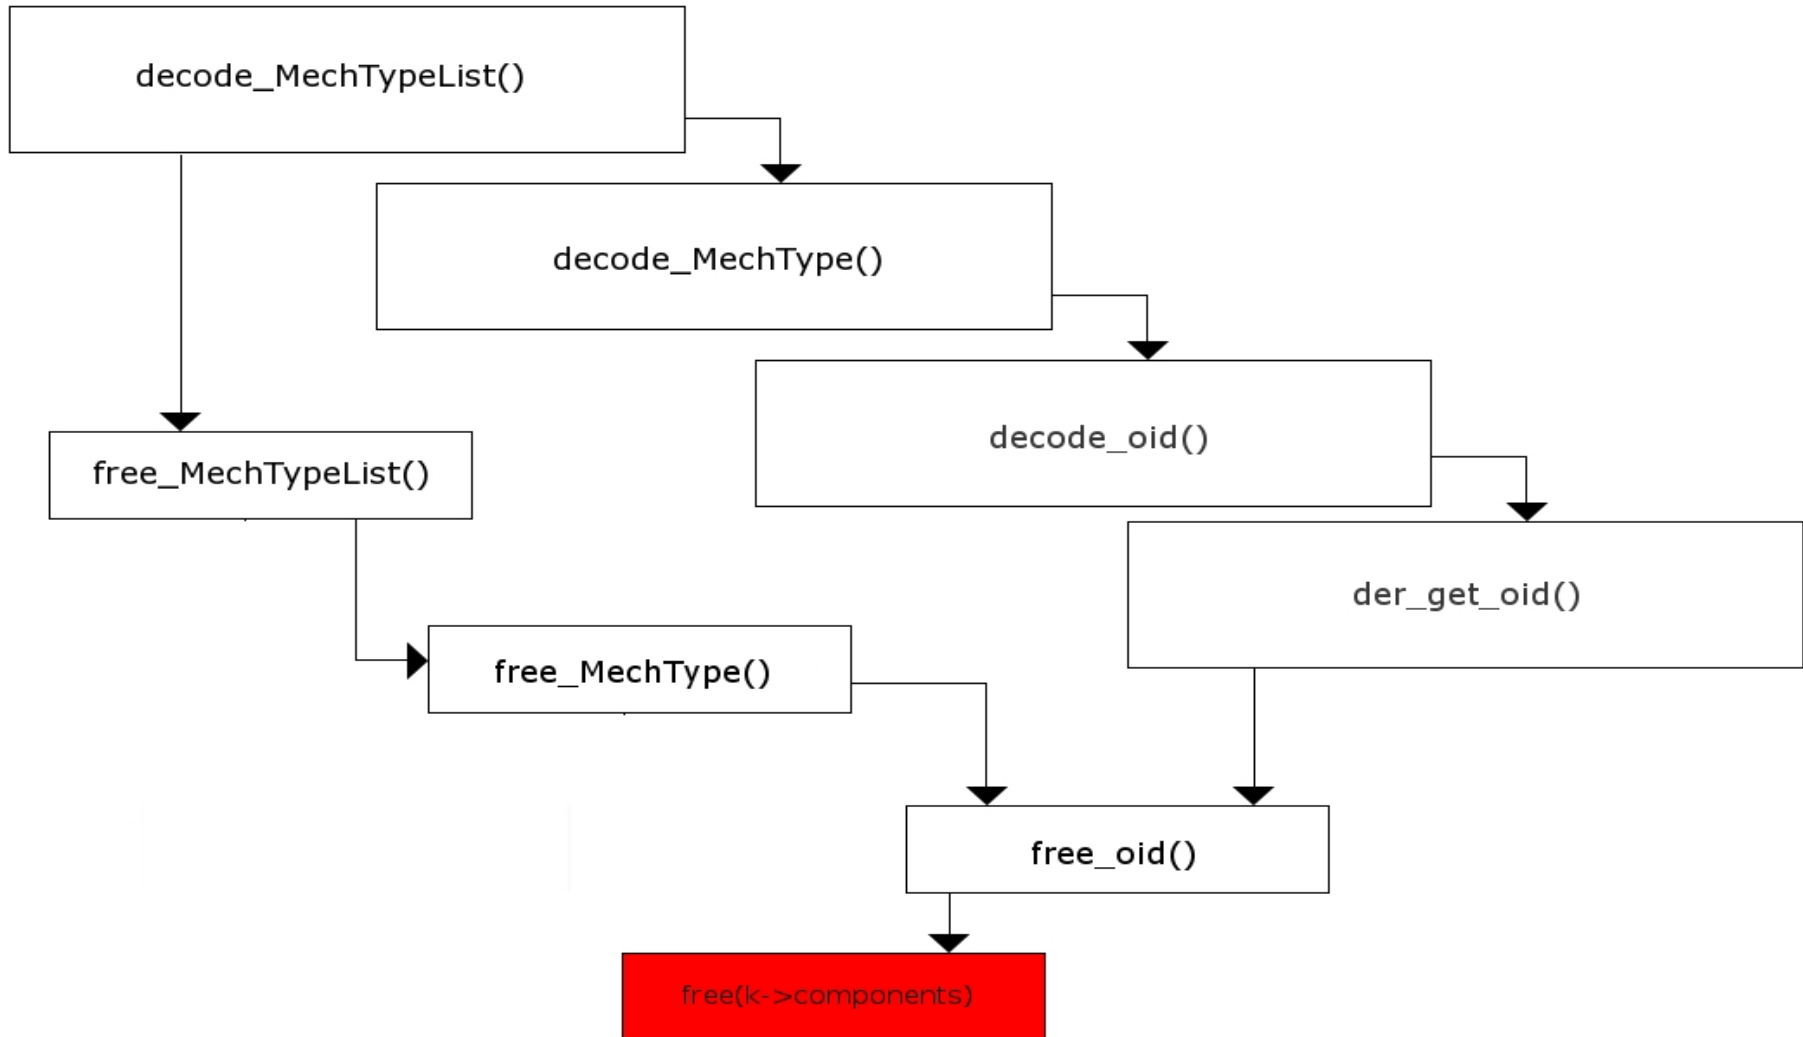 decode_MechTypeList()
decode_MechType()
decode_oid()
free_MechTypeList()
der_get_oid()
free_MechType()
free_oid()
free(k->components)